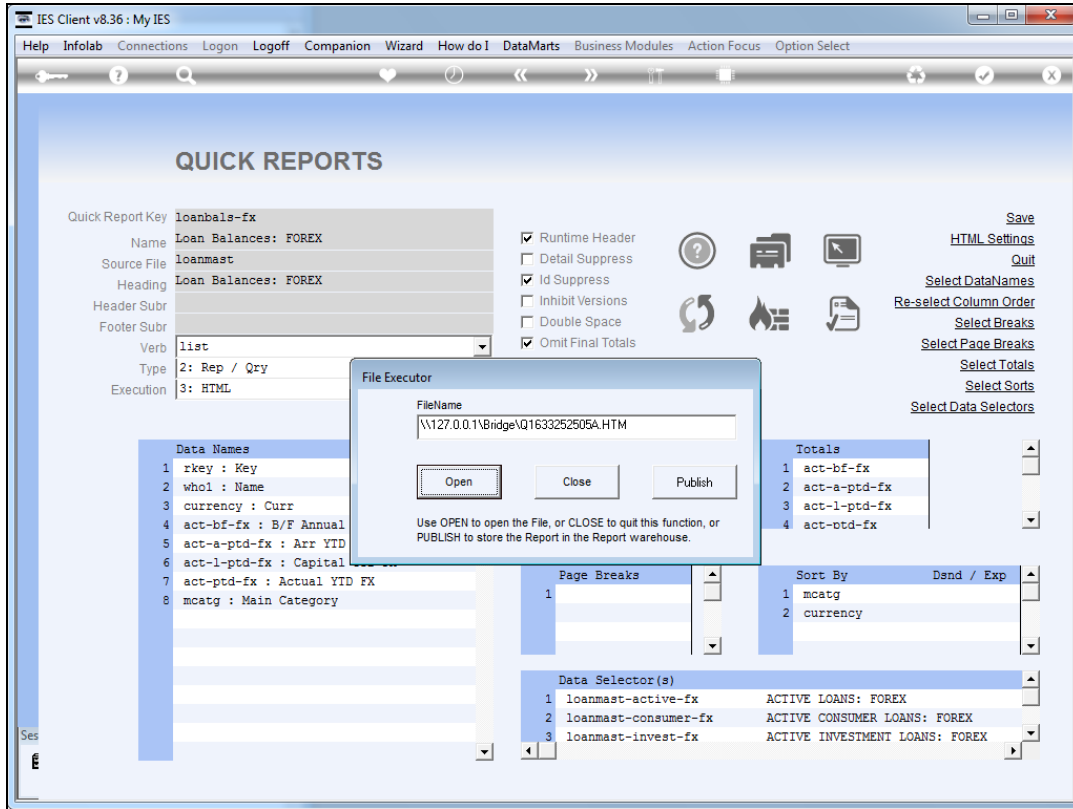 IES Client v8.36 : My IES
Help Infolab Connections Logon Logoff Companion Wizard How do I DataMarts Business Modules Action Focus Option Select
QUICK REPORTS
Quick Report Key loanbals-fx
Name Loan Balances: FOREX
Source File loanmast
Heading Loan Balances: FOREX
Header Subr
Footer Subr
Verb list
Type 2: Rep / Qry
Execution 3: HTML
Runtime Header
Detail Suppress
Id Suppress
Inhibit Versions
Double Space
Omit Final Totals
Save
HTML Settings
Quit
Select DataNames
Re-select Column Order
Select Breaks
Select Page Breaks
Select Totals
Select Sorts
Select Data Selectors
File Executor
FileName
\\127.0.0.1\Bridge\Q1633252505A.HTM
Open Close Publish
Use OPEN to open the File, or CLOSE to quit this function, or
PUBLISH to store the Report in the Report warehouse.
Data Names
1 rkey : Key
2 who1 : Name
3 currency : Curr
4 act-bf-fx : B/F Annual
5 act-a-ptd-fx : Arr YTD
6 act-l-ptd-fx : Capital
7 act-ptd-fx : Actual YTD FX
8 mcatg : Main Category
Totals
1 act-bf-fx
2 act-a-ptd-fx
3 act-l-ptd-fx
4 act-ptd-fx
Page Breaks
1
Sort By Dsnd / Exp
1 mcatg
2 currency
Data Selector(s)
1 loanmast-active-fx ACTIVE LOANS: FOREX
2 loanmast-consumer-fx ACTIVE CONSUMER LOANS: FOREX
3 loanmast-invest-fx ACTIVE INVESTMENT LOANS: FOREX
Ses